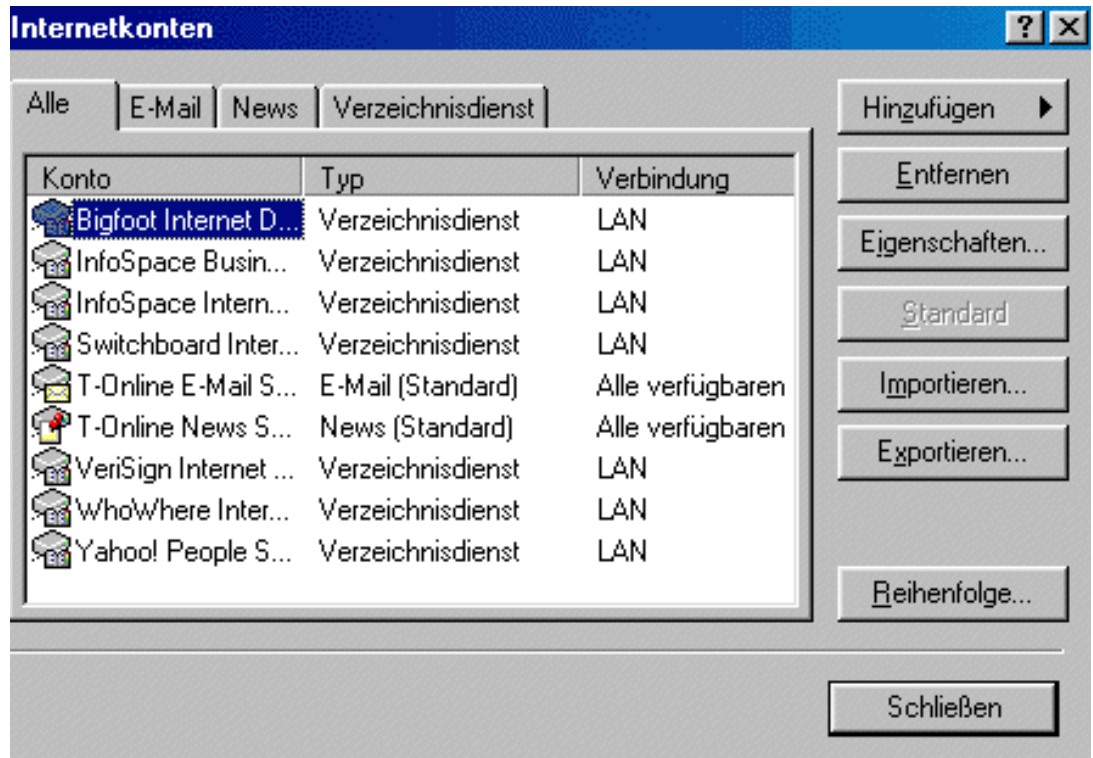 Internetkonten
Alle E-Mail News Verzeichnisdienst
Konto Typ Verbindung
Bigfoot Internet D... Verzeichnisdienst LAN
InfoSpace Busin... Verzeichnisdienst LAN
InfoSpace Intern... Verzeichnisdienst LAN
Switchboard Inter... Verzeichnisdienst LAN
T-Online E-Mail S... E-Mail (Standard) Alle verfügbaren
T-Online News S... News (Standard) Alle verfügbaren
VeriSign Internet ... Verzeichnisdienst LAN
WhoWhere Inter... Verzeichnisdienst LAN
Yahoo! People S... Verzeichnisdienst LAN
Hinzufügen
Entfernen
Eigenschaften...
Standard
Importieren...
Exportieren...
Reihenfolge...
Schließen